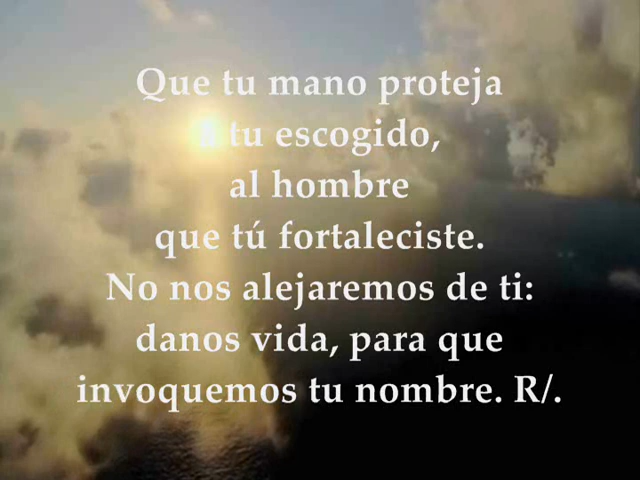 Que tu mano proteja
a tu escogido,
al hombre
que tú fortaleciste.
No nos alejaremos de ti:
danos vida, para que
invoquemos tu nombre. R/.